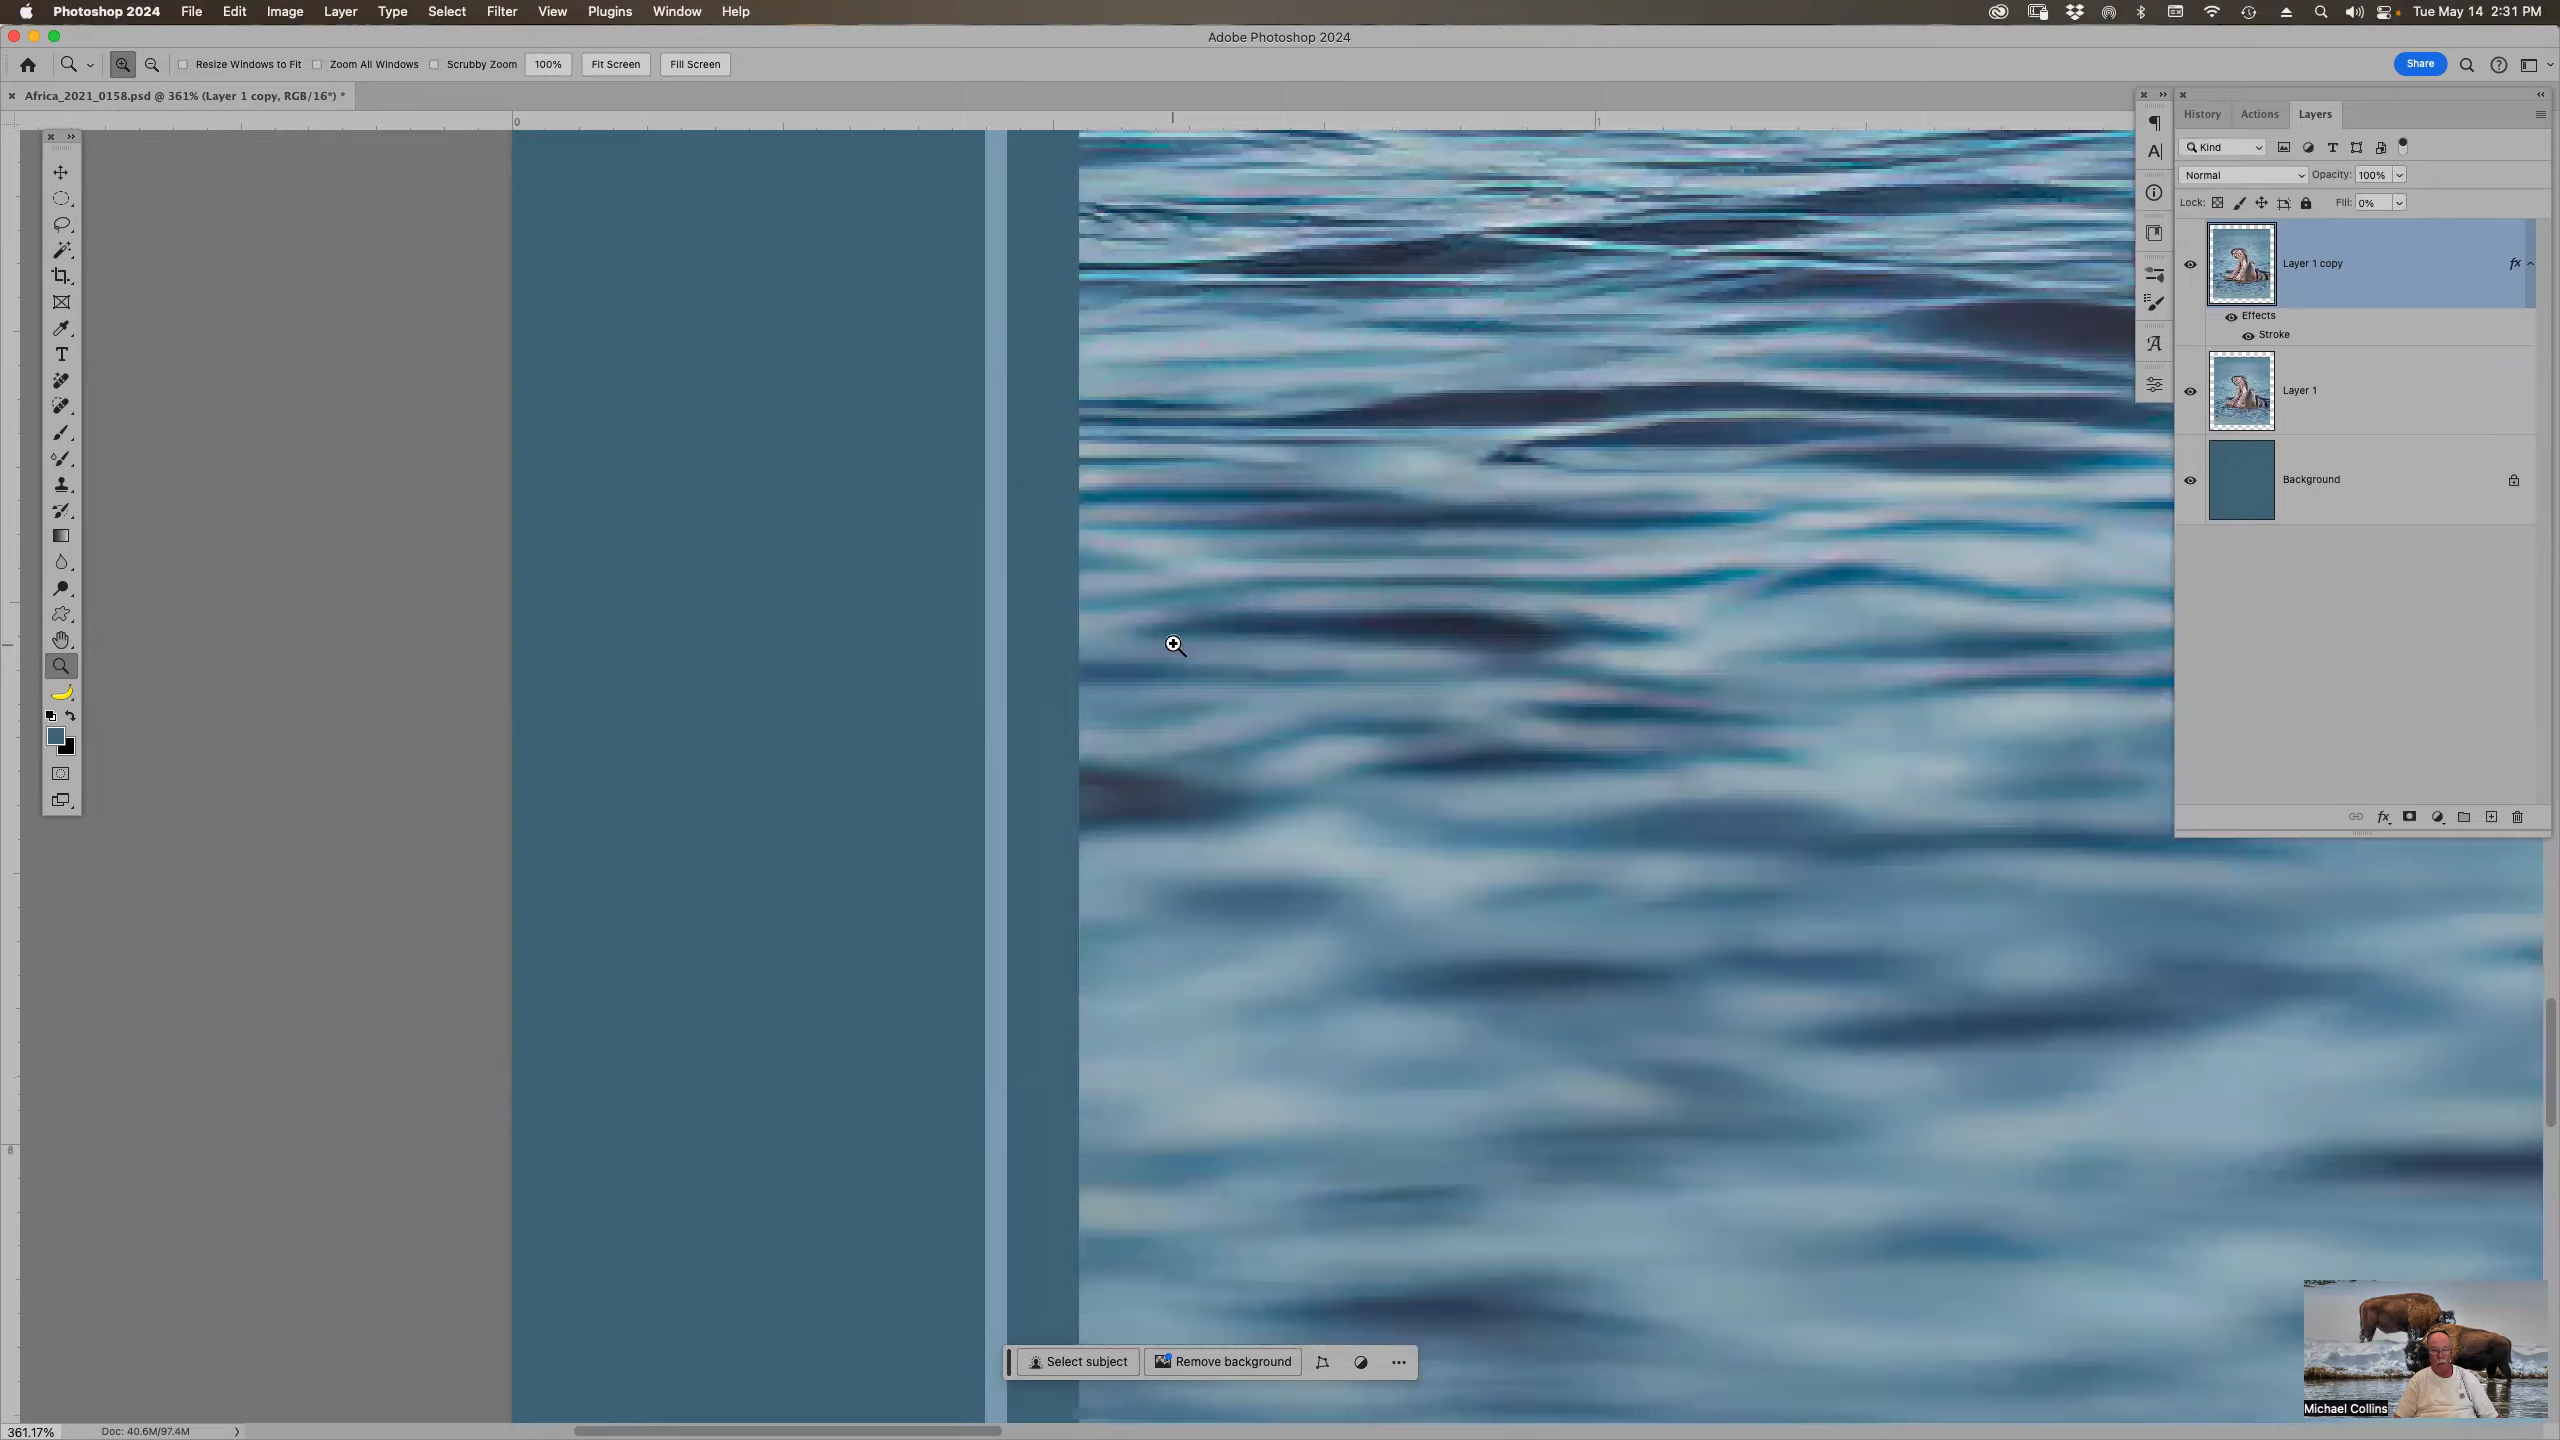 Photoshop 2024 File Edit Image Layer Type Select Filter View Plugins Window Help Tue May 14 2:31 PM
Adobe Photoshop 2024
Resize Windows to Fit Zoom All Windows Scrubby Zoom 100% Fit Screen Fill Screen Share
Africa_2021_0158.psd @ 361% (Layer 1 copy, RGB/16*) *
0 1
History Actions Layers
Kind
Normal Opacity: 100%
Lock: Fill: 0%
Layer 1 copy fx
Effects
Stroke
Layer 1
Background
8
Select subject Remove background
Michael Collins
361.17% Doc: 40.6M/97.4M